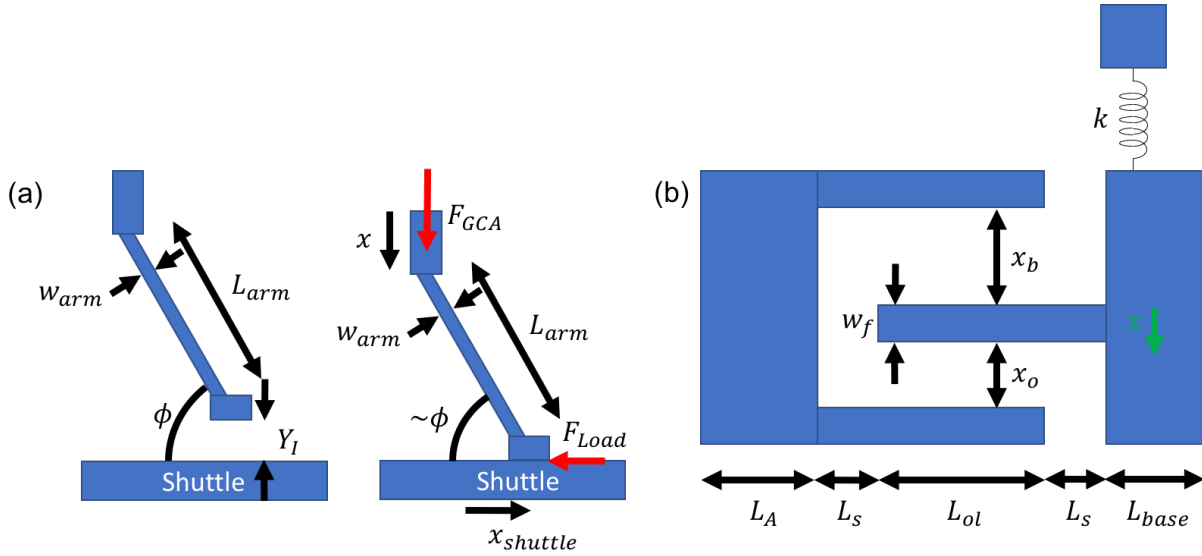 (a)
w_arm
L_arm
ϕ
Y_I
Shuttle
x
F_GCA
w_arm
L_arm
~ϕ
F_Load
Shuttle
x_shuttle
(b)
k
x_b
w_f
x
x_o
L_A
L_s
L_ol
L_s
L_base